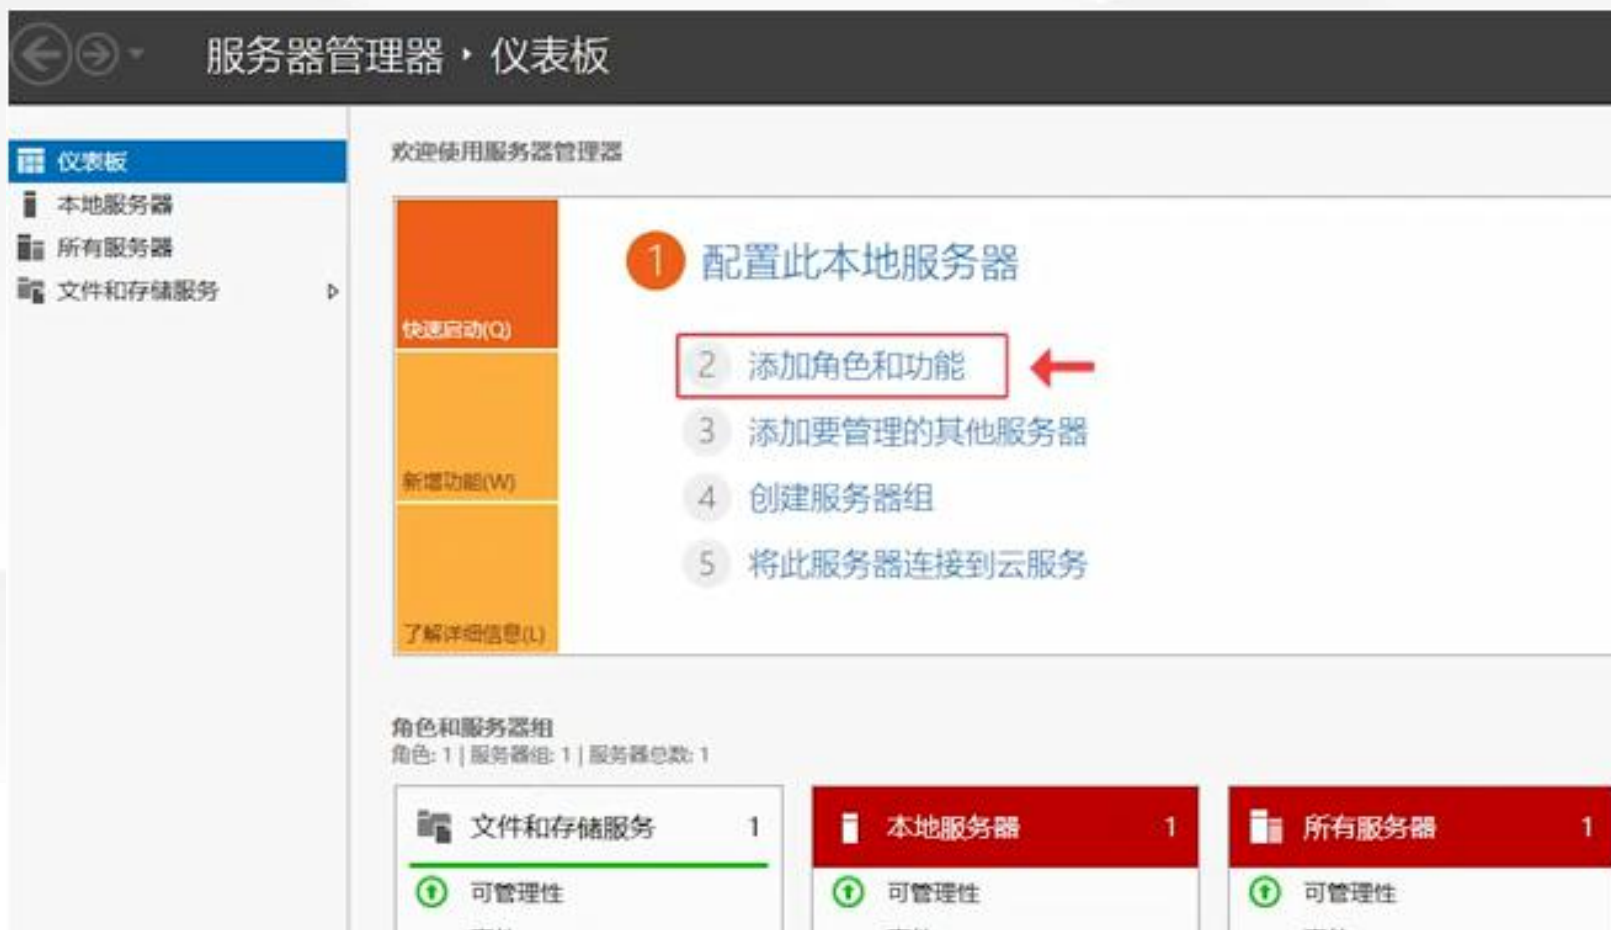 服务器管理器 ‣ 仪表板
仪表板
本地服务器
所有服务器
文件和存储服务
欢迎使用服务器管理器
快速启动(Q)
新增功能(W)
了解详细信息(L)
1 配置此本地服务器
2 添加角色和功能
3 添加要管理的其他服务器
4 创建服务器组
5 将此服务器连接到云服务
角色和服务器组
角色: 1 | 服务器组: 1 | 服务器总数: 1
文件和存储服务 1
可管理性
本地服务器 1
可管理性
所有服务器 1
可管理性